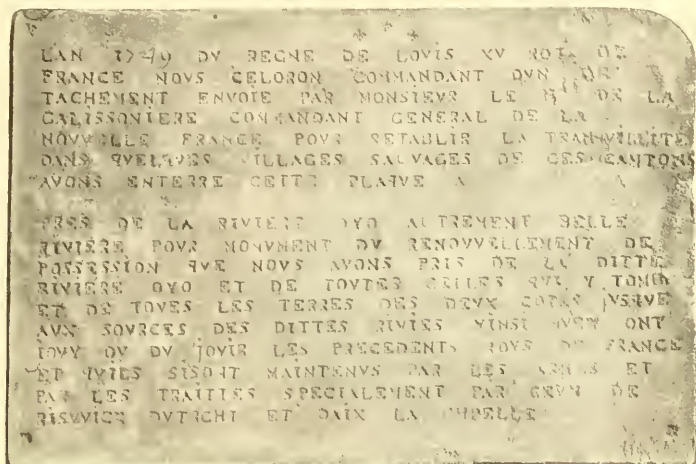 LAN 1749 DV REGNE DE LOVIS XV ROY DE
FRANCE NOVS CELORON COMMANDANT DVN DE
TACHEMENT ENVOIE PAR MONSIEVR LE M DE LA
GALISSONIERE COMMANDANT GENERAL DE LA
NOVVELLE FRANCE POVR RETABLIR LA TRANQVILLITE
DANS QVELQVES VILLAGES SAVVAGES DE CES CANTONS
AVONS ENTERRE CETTE PLAQVE A A
PRES DE LA RIVIERE OYO AUTREMENT BELLE
RIVIERE POVR MONVMENT DV RENOVVELLEMENT DE
POSSESSION QVE NOVS AVONS PRIS DE LA DITTE
RIVIERE OYO ET DE TOVTES CELLES QVI Y TOMB
ET DE TOVES LES TERRES DES DEVX COTES JVSQVE
AVX SOVRCES DES DITTES RIVIES VINSI QVEN ONT
JOVY OV DV JOVIR LES PRECEDENTS ROYS DE FRANCE
ET QVILS SISONT MAINTENVS PAR LES ARMES ET
PAR LES TRAITTES SPECIALEMENT PAR CEVX DE
RISWICK DVTRCHT ET DAIX LA CHPELLE